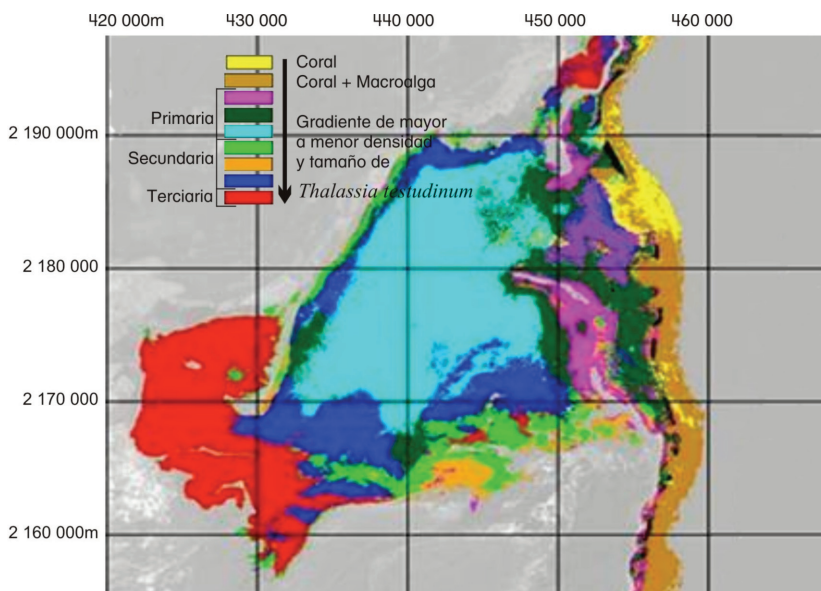 420 000m 430 000 440 000 450 000 460 000
Coral
Coral + Macroalga
Primaria
Gradiente de mayor
2 190 000m
a menor densidad
Secundaria
y tamaño de
Terciaria
Thalassia testudinum
2 180 000
2 170 000
2 160 000m